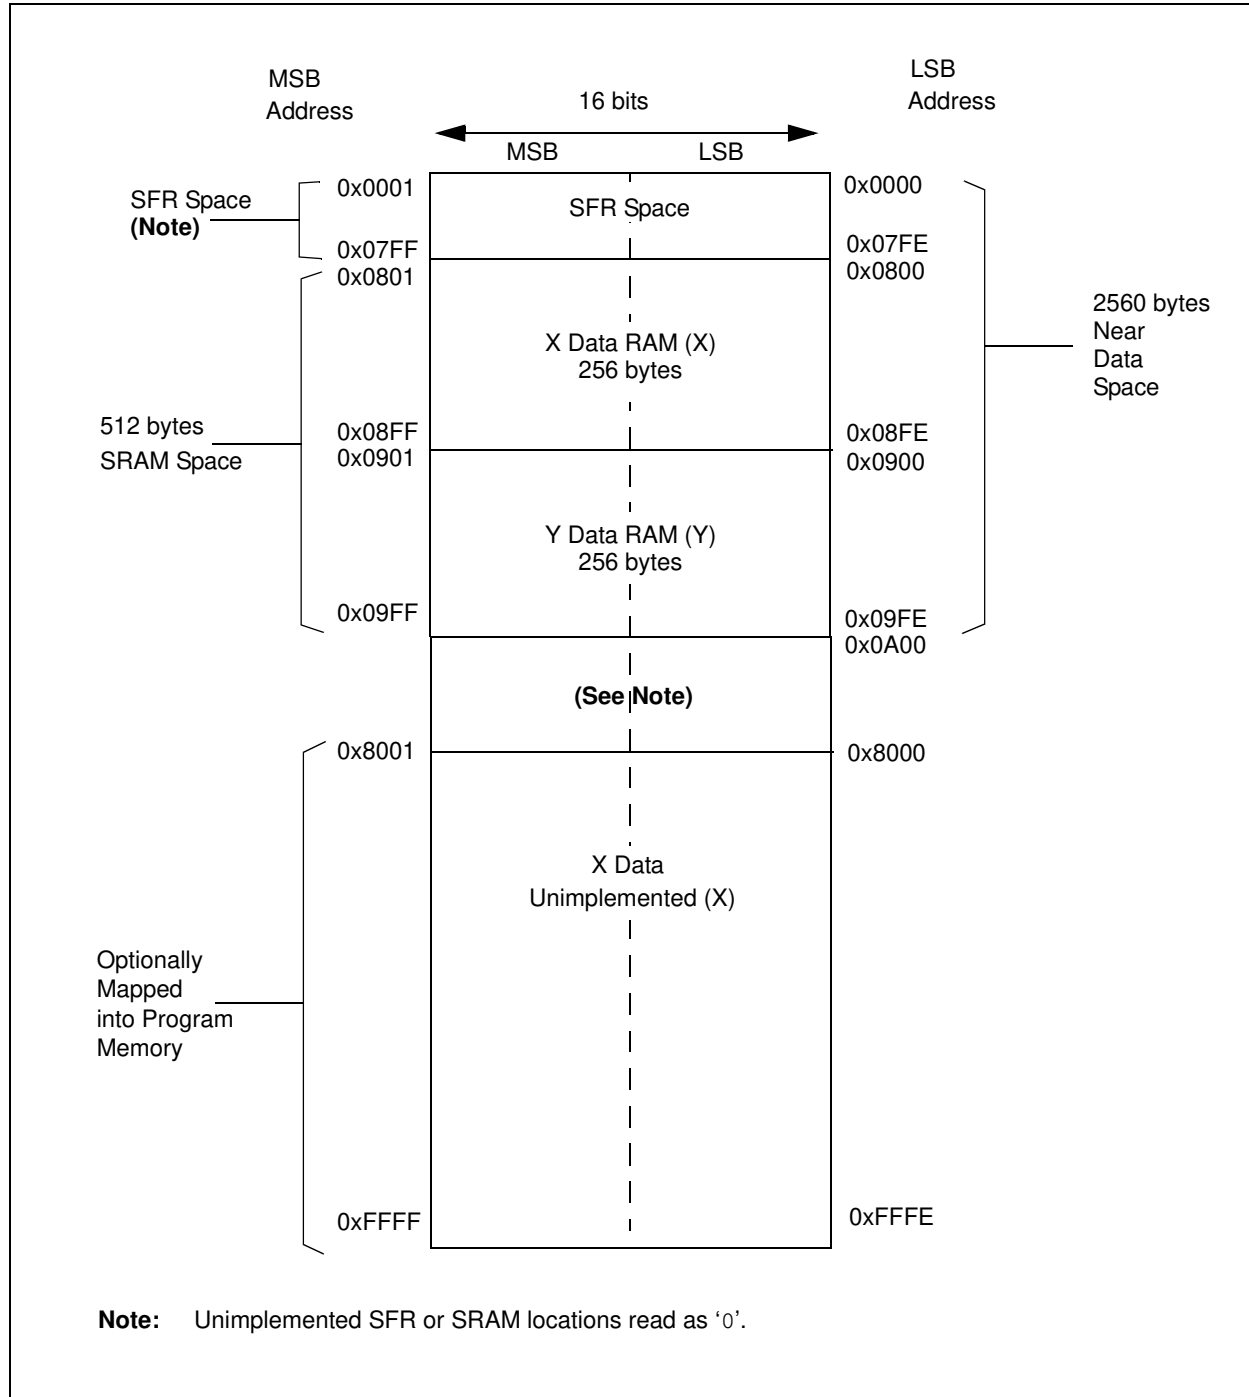 MSB
Address
16 bits
LSB
Address
MSB
LSB
SFR Space
(Note)
0x0001
SFR Space
0x0000
0x07FF
0x07FE
0x0801
0x0800
X Data RAM (X)
256 bytes
2560 bytes
Near
Data
Space
512 bytes
SRAM Space
0x08FF
0x08FE
0x0901
0x0900
Y Data RAM (Y)
256 bytes
0x09FF
0x09FE
0x0A00
(See Note)
0x8001
0x8000
X Data
Unimplemented (X)
Optionally
Mapped
into Program
Memory
0xFFFF
0xFFFE
Note: Unimplemented SFR or SRAM locations read as ‘0’.